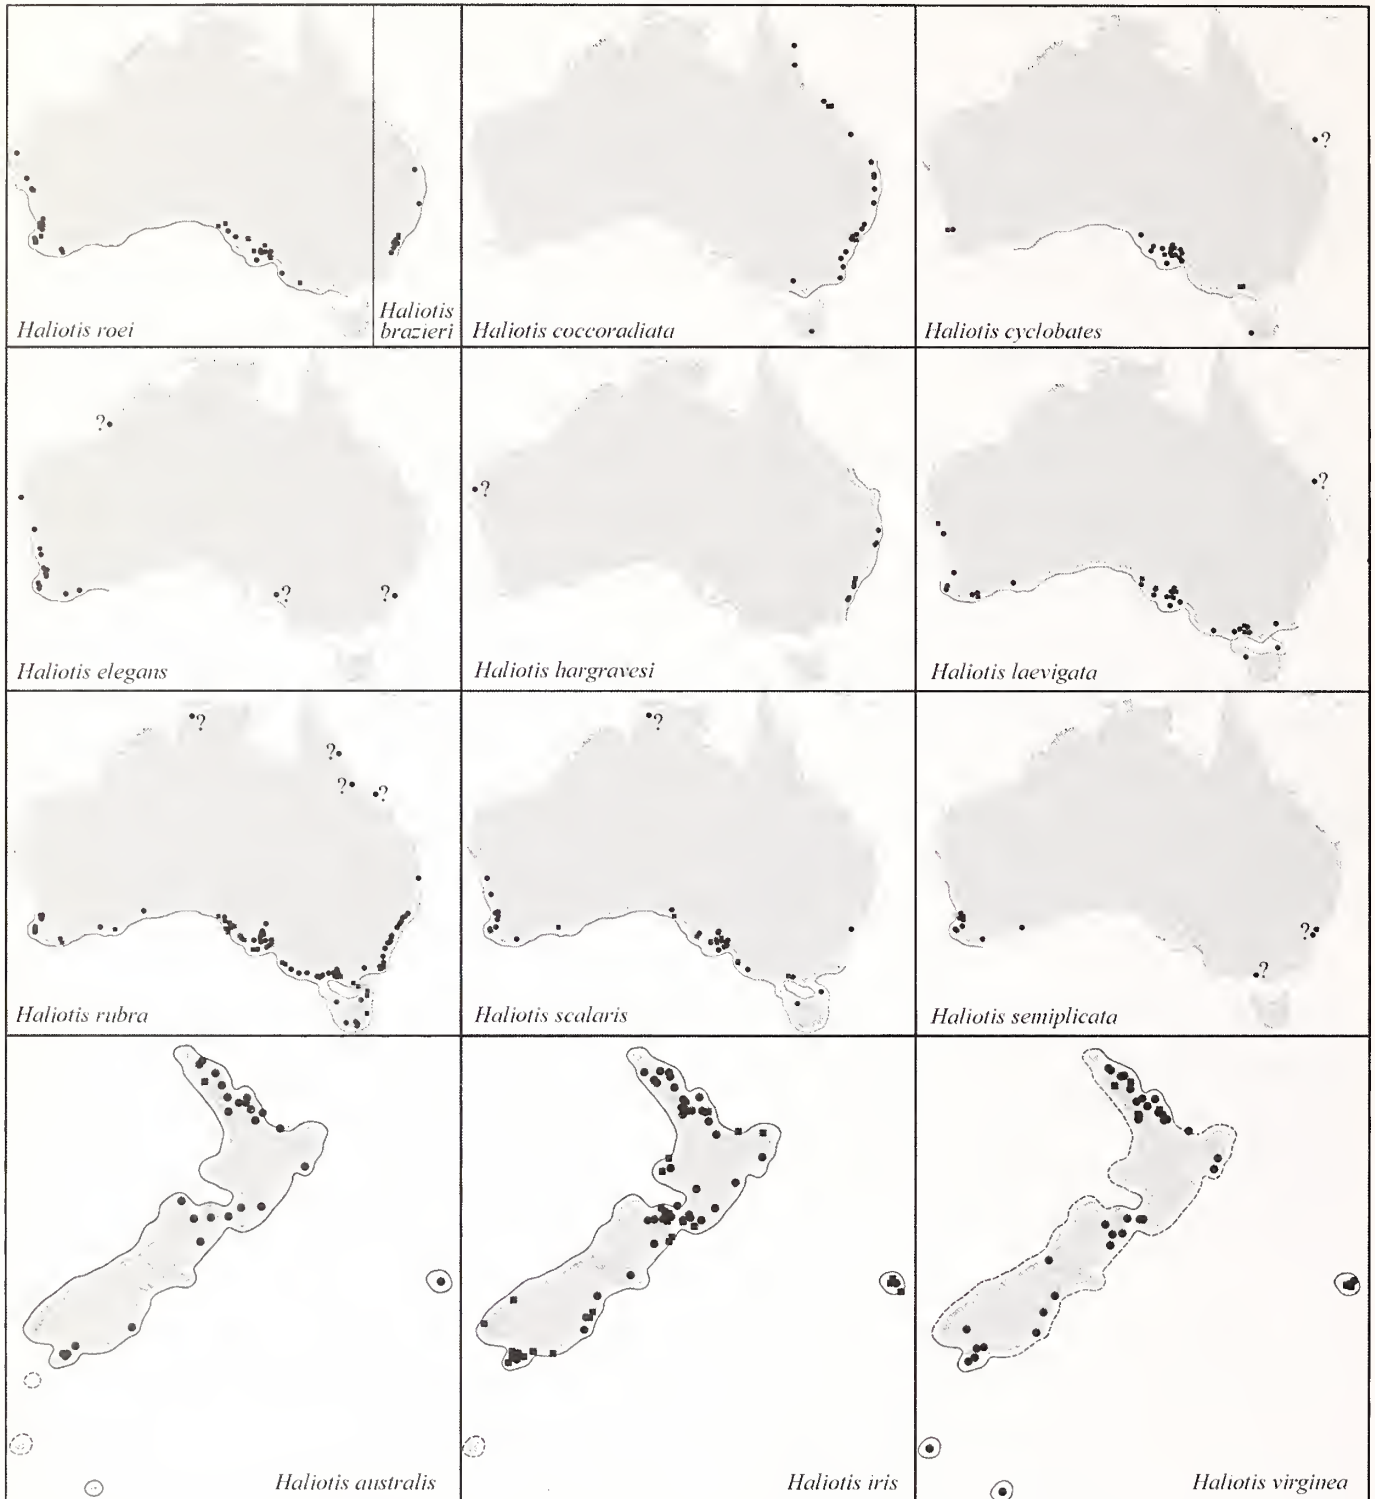 Haliotis roei
Haliotis
brazieri
Haliotis coccoradiata
?
Haliotis cyclobates
?
?
?
Haliotis elegans
?
Haliotis hargravesi
?
Haliotis laevigata
?
?
?
?
Haliotis rubra
?
Haliotis scalaris
?
?
Haliotis semiplicata
Haliotis australis
Haliotis iris
Haliotis virginea